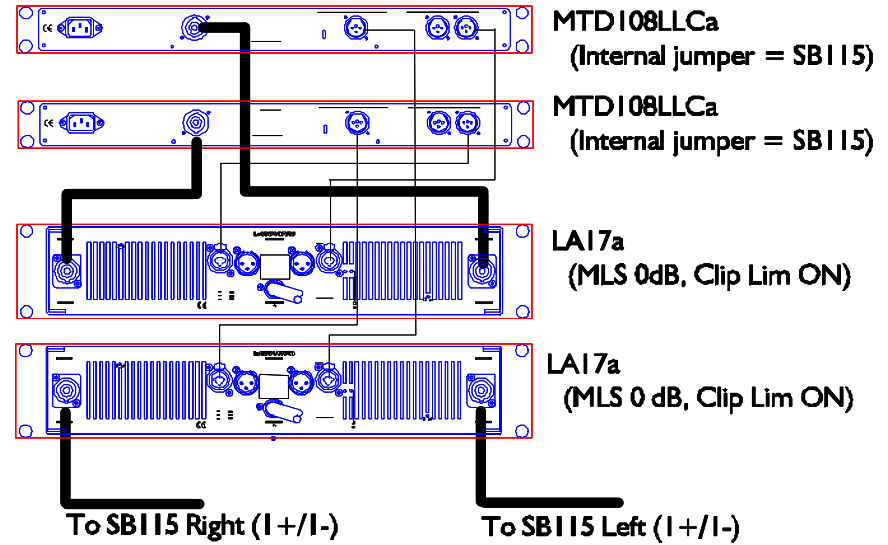 MTD108LLCa
(Internal jumper = SB115)
MTD108LLCa
(Internal jumper = SB115)
LA17a
(MLS 0dB, Clip Lim ON)
LA17a
(MLS 0 dB, Clip Lim ON)
To SB115 Right (1+/1-)
To SB115 Left (1+/1-)